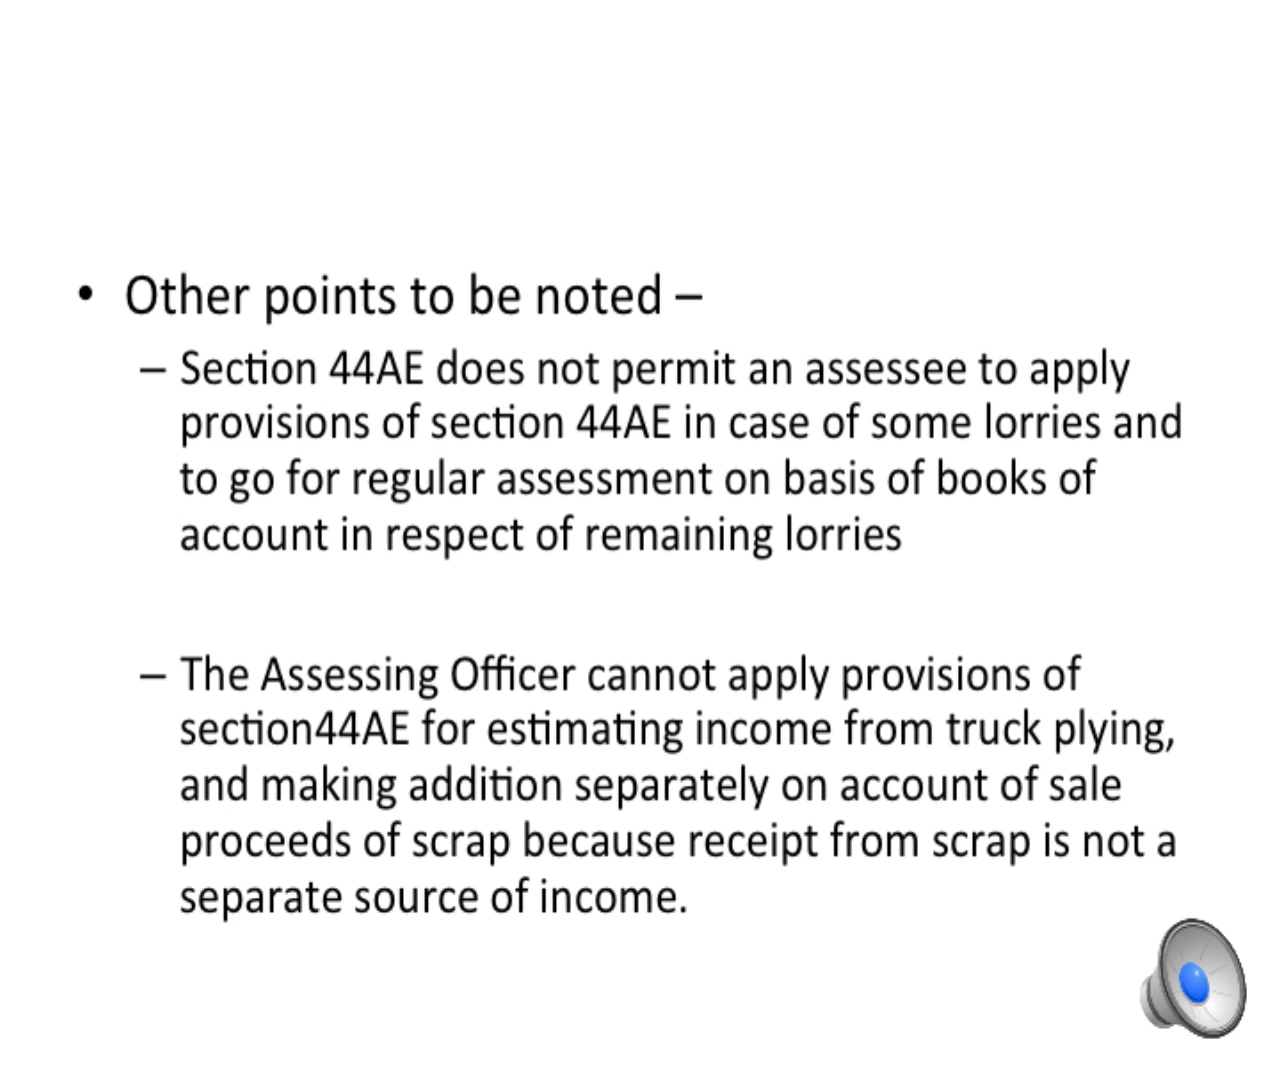 • Other points to be noted –
– Section 44AE does not permit an assessee to apply
provisions of section 44AE in case of some lorries and
to go for regular assessment on basis of books of
account in respect of remaining lorries
– The Assessing Officer cannot apply provisions of
section44AE for estimating income from truck plying,
and making addition separately on account of sale
proceeds of scrap because receipt from scrap is not a
separate source of income.